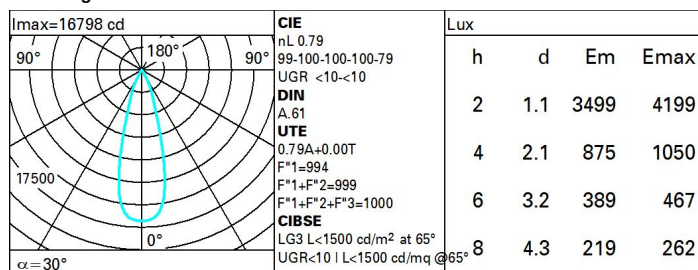 Imax=16798 cd
90°
180°
90°
17500
0°
α=30°
CIE
nL 0.79
99-100-100-100-79
UGR <10-<10
DIN
A.61
UTE
0.79A+0.00T
F"1=994
F"1+F"2=999
F"1+F"2+F"3=1000
CIBSE
LG3 L<1500 cd/m² at 65°
UGR<10 | L<1500 cd/mq @65°
Lux
h d Em Emax
2 1.1 3499 4199
4 2.1 875 1050
6 3.2 389 467
8 4.3 219 262